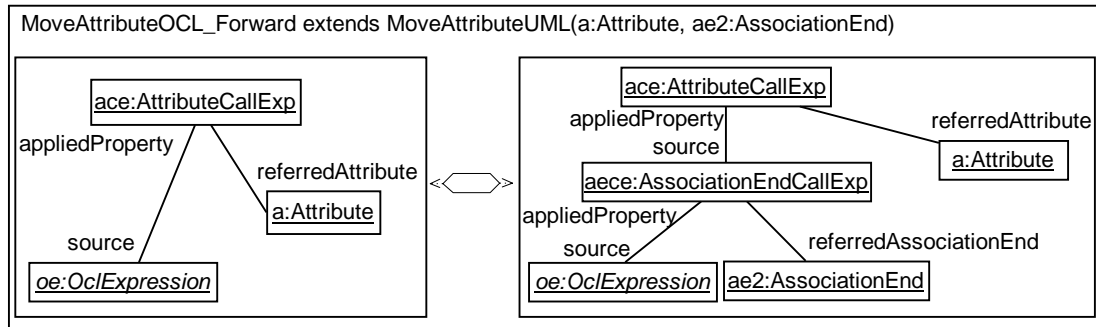 MoveAttributeOCL_Forward extends MoveAttributeUML(a:Attribute, ae2:AssociationEnd)
ace:AttributeCallExp
appliedProperty
referredAttribute
a:Attribute
source
oe:OclExpression
ace:AttributeCallExp
appliedProperty
source
referredAttribute
a:Attribute
aece:AssociationEndCallExp
appliedProperty
source
referredAssociationEnd
oe:OclExpression
ae2:AssociationEnd